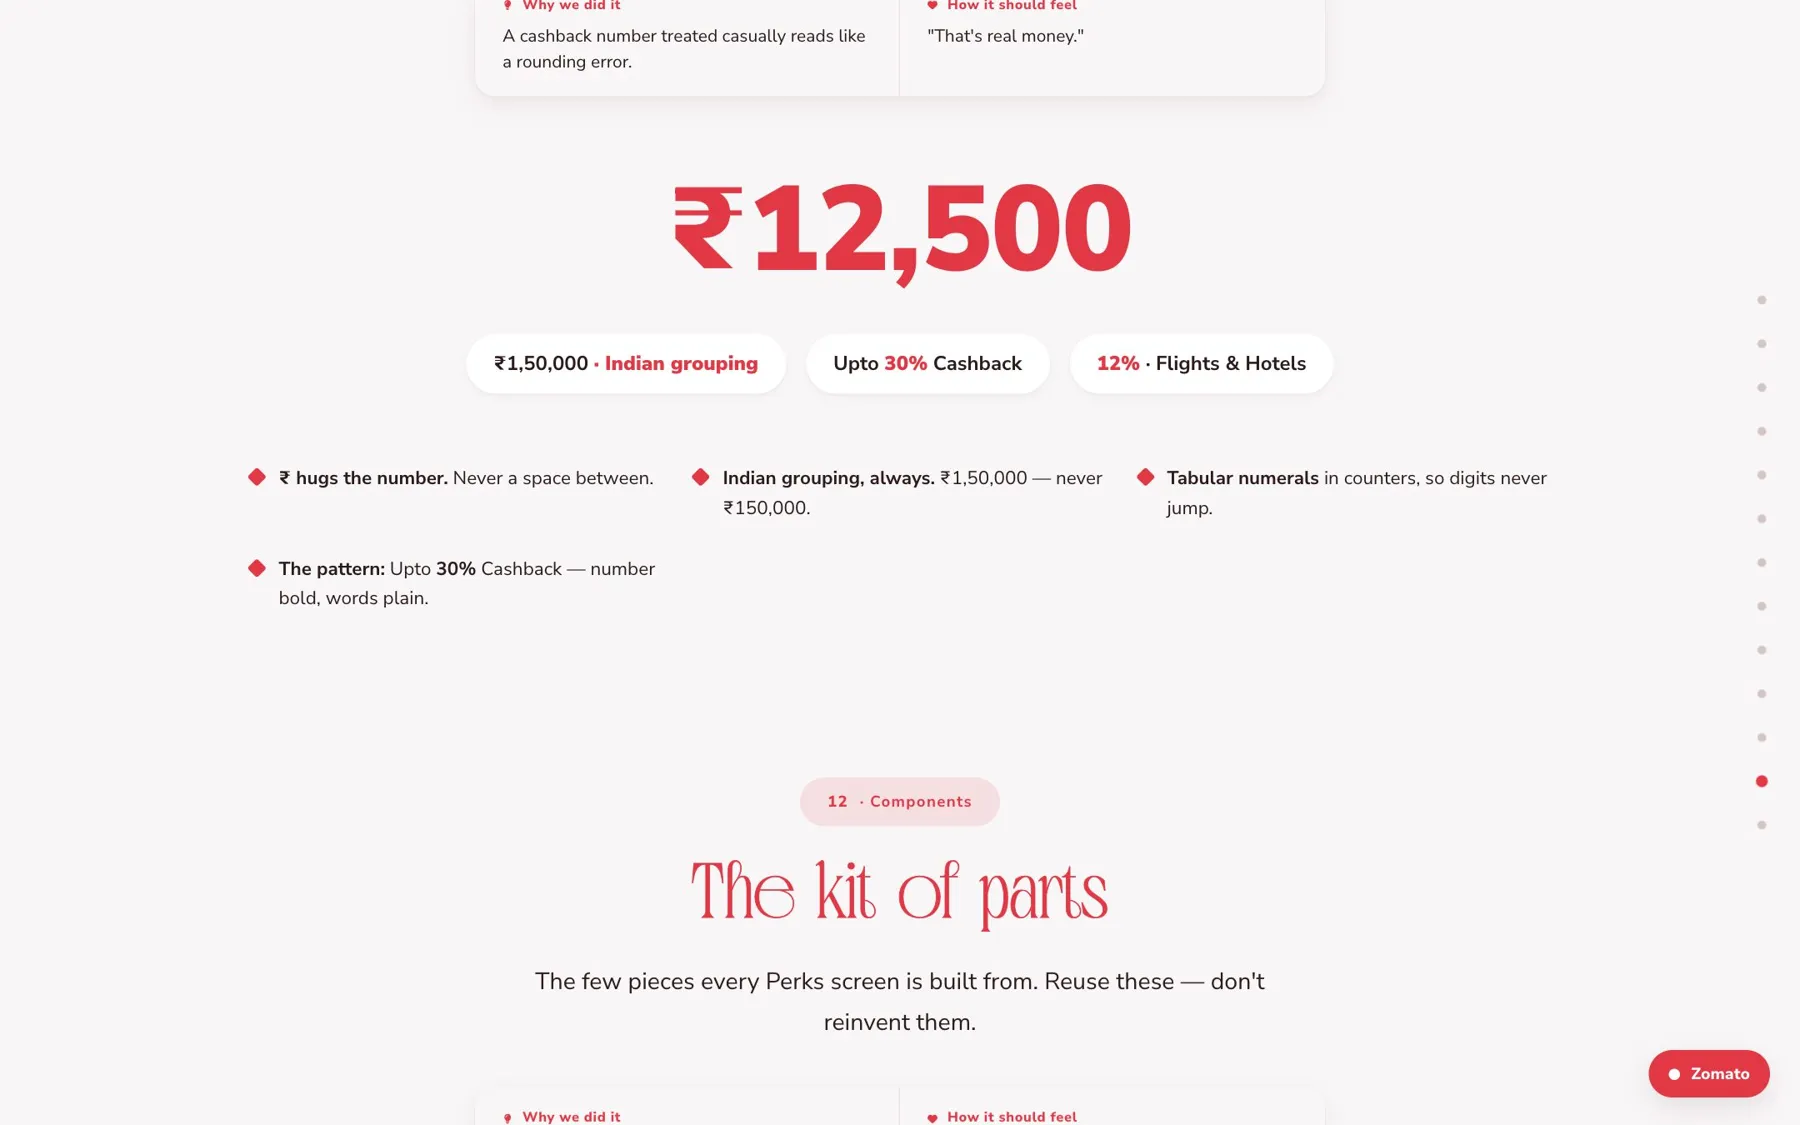 Why we did it
How it should feel
A cashback number treated casually reads like
a rounding error.
"That's real money."
₹12,500
₹1,50,000 · Indian grouping
Upto 30% Cashback
12% · Flights & Hotels
₹ hugs the number. Never a space between.
Indian grouping, always. ₹1,50,000 — never
₹150,000.
Tabular numerals in counters, so digits never
jump.
The pattern: Upto 30% Cashback — number
bold, words plain.
12 · Components
The kit of parts
The few pieces every Perks screen is built from. Reuse these — don't
reinvent them.
Zomato
Why we did it
How it should feel